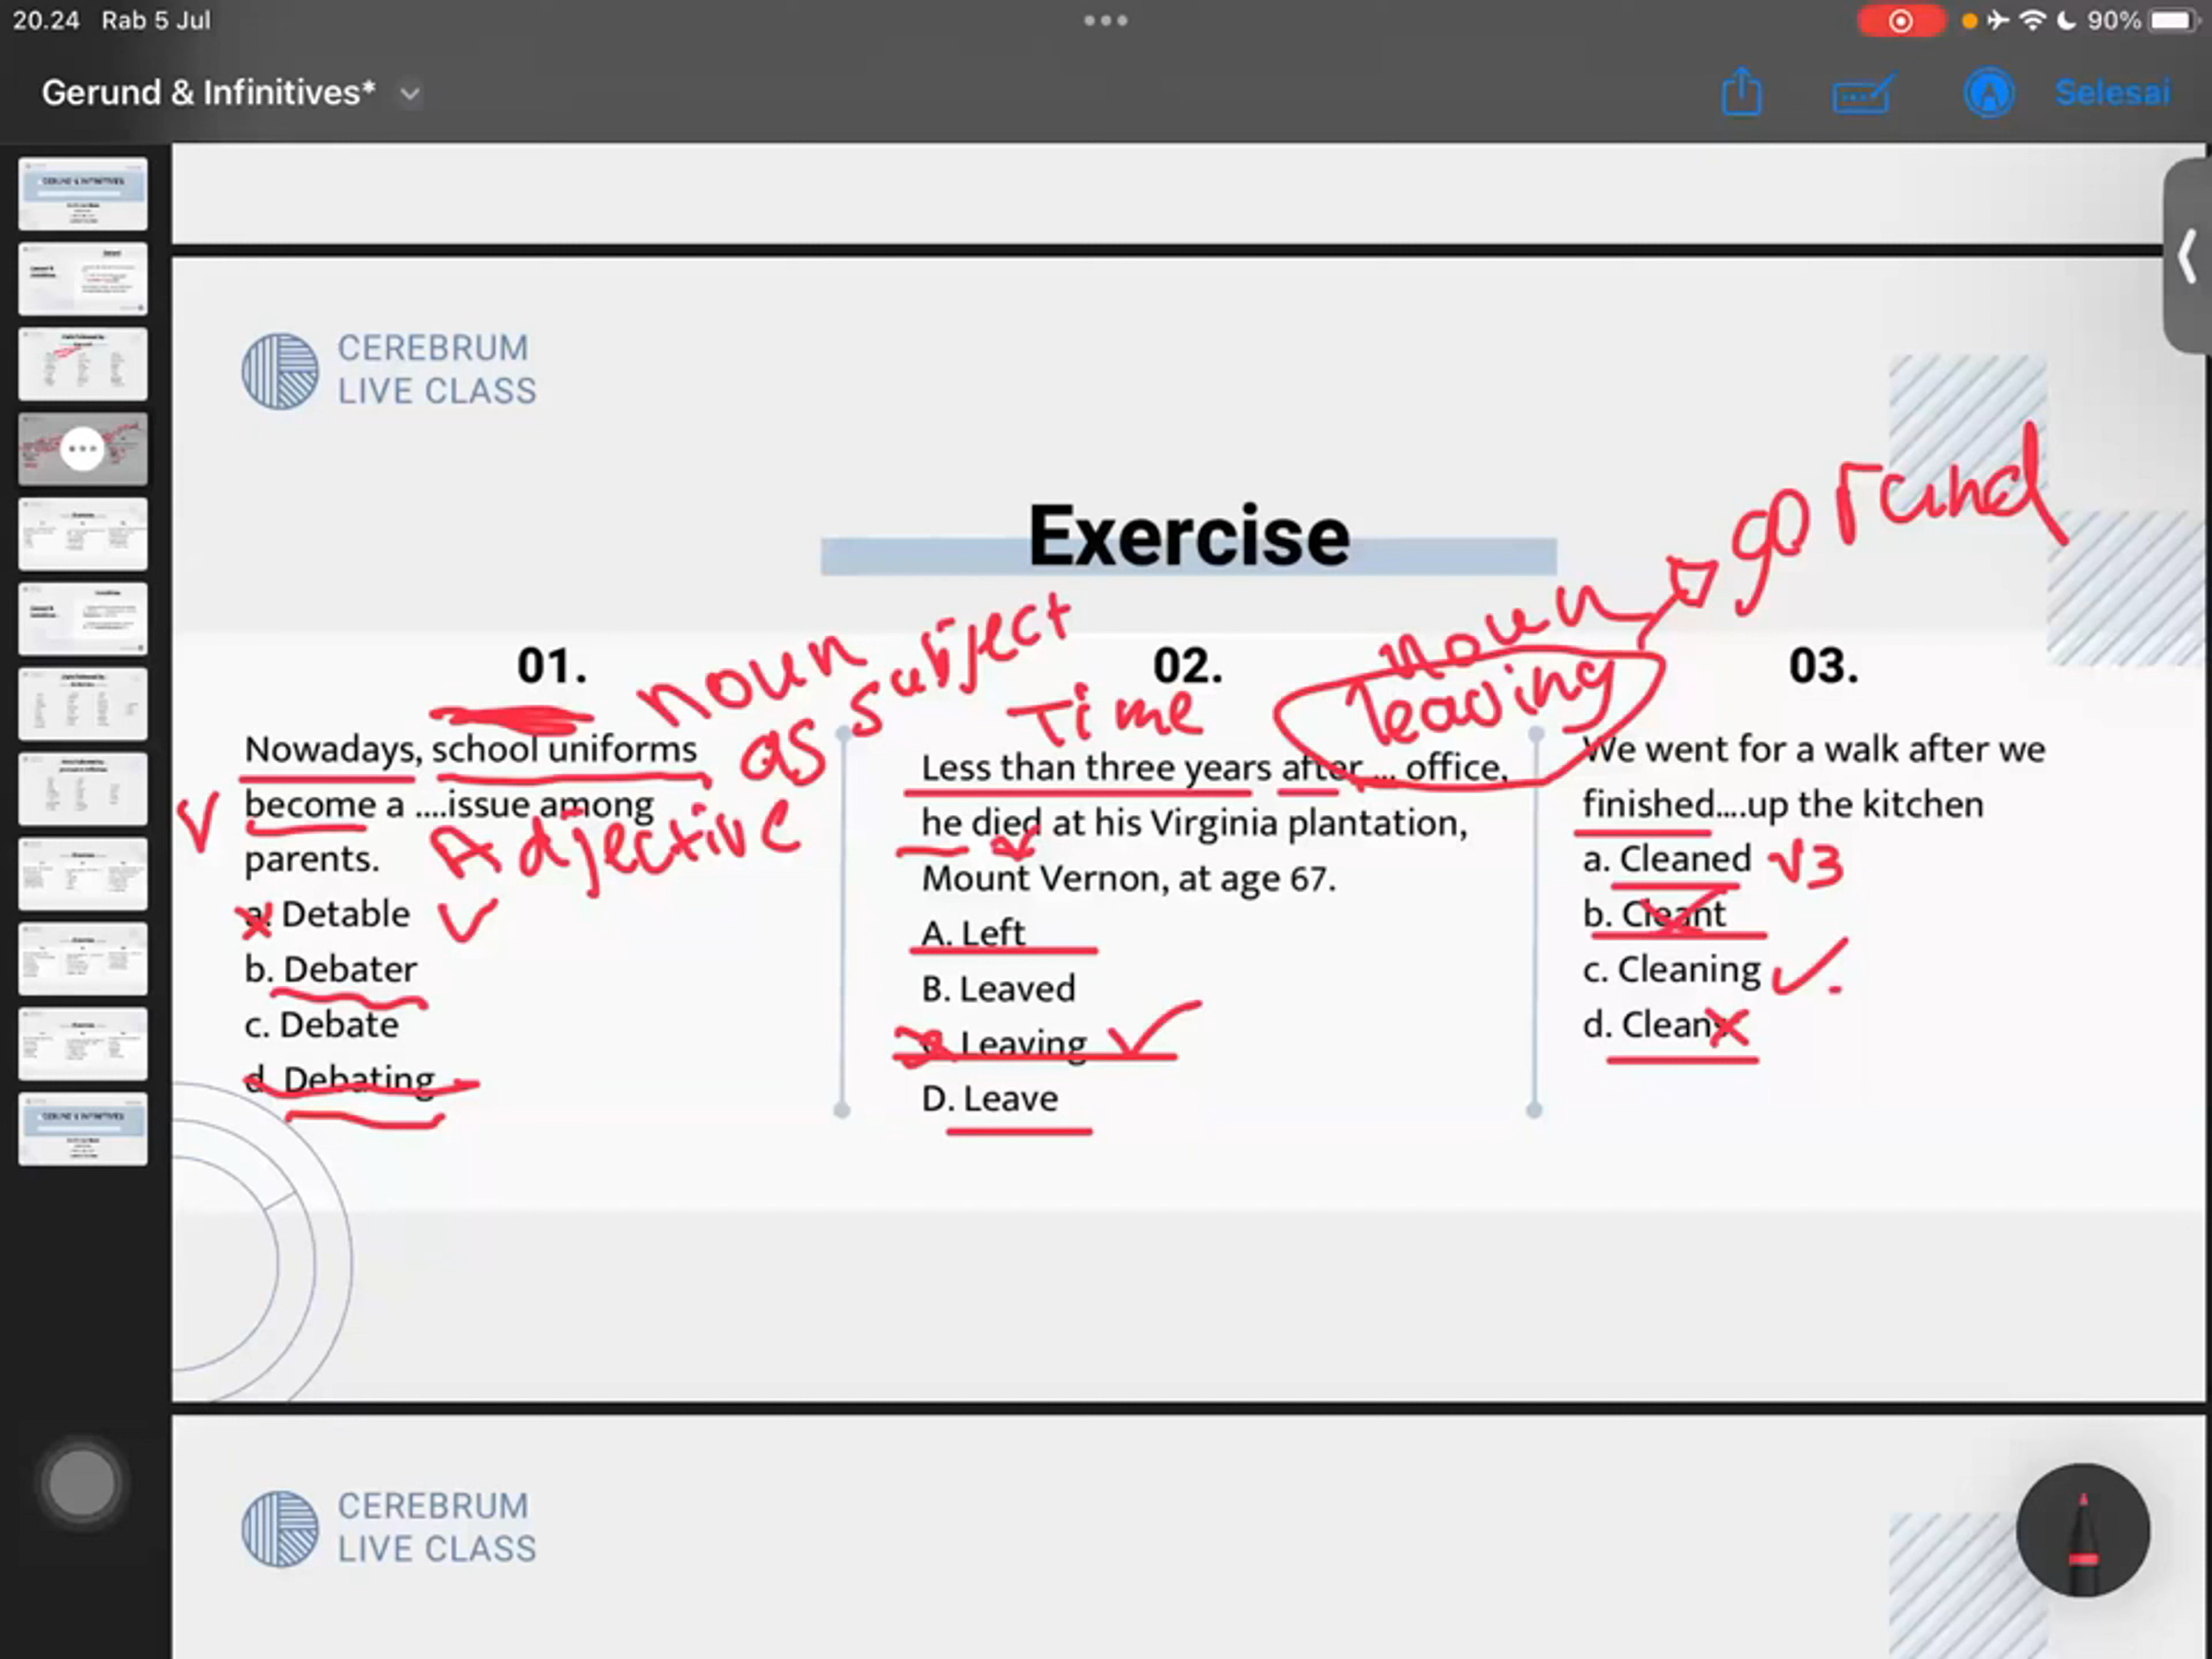 20.24 Rab 5 Jul
90%
Gerund & Infinitives*
Selesai
CEREBRUM
LIVE CLASS
Exercise
gorund
noun
leaving
01.
noun
as subject
Nowadays, school uniforms
become a ....issue among
parents.
V
Adjective
a. Detable
b. Debater
c. Debate
d. Debating
02.
Time
Less than three years after.... office,
he died at his Virginia plantation,
Mount Vernon, at age 67.
A. Left
B. Leaved
C. Leaving
D. Leave
03.
We went for a walk after we
finished....up the kitchen
a. Cleaned V3
b. Cleant
c. Cleaning
d. Cleans
CEREBRUM
LIVE CLASS